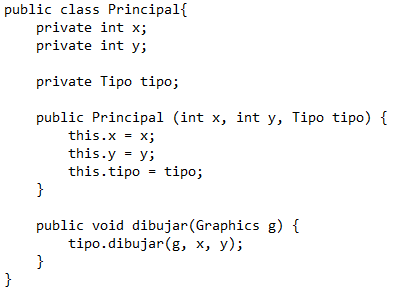 public class Principal{
    private int x;
    private int y;

    private Tipo tipo;

    public Principal (int x, int y, Tipo tipo) {
        this.x = x;
        this.y = y;
        this.tipo = tipo;
    }

    public void dibujar(Graphics g) {
        tipo.dibujar(g, x, y);
    }
}